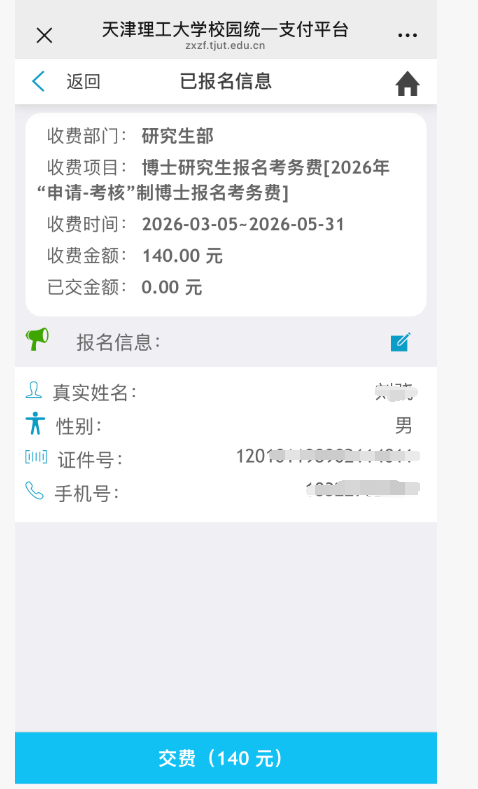 天津理工大学校园统一支付平台
zxzf.tjut.edu.cn
返回
已报名信息
收费部门： 研究生部
收费项目： 博士研究生报名考务费[2026年
“申请-考核”制博士报名考务费]
收费时间： 2026-03-05~2026-05-31
收费金额： 140.00 元
已交金额： 0.00 元
报名信息：
真实姓名：
性别： 男
证件号：
手机号：
交费（140 元）